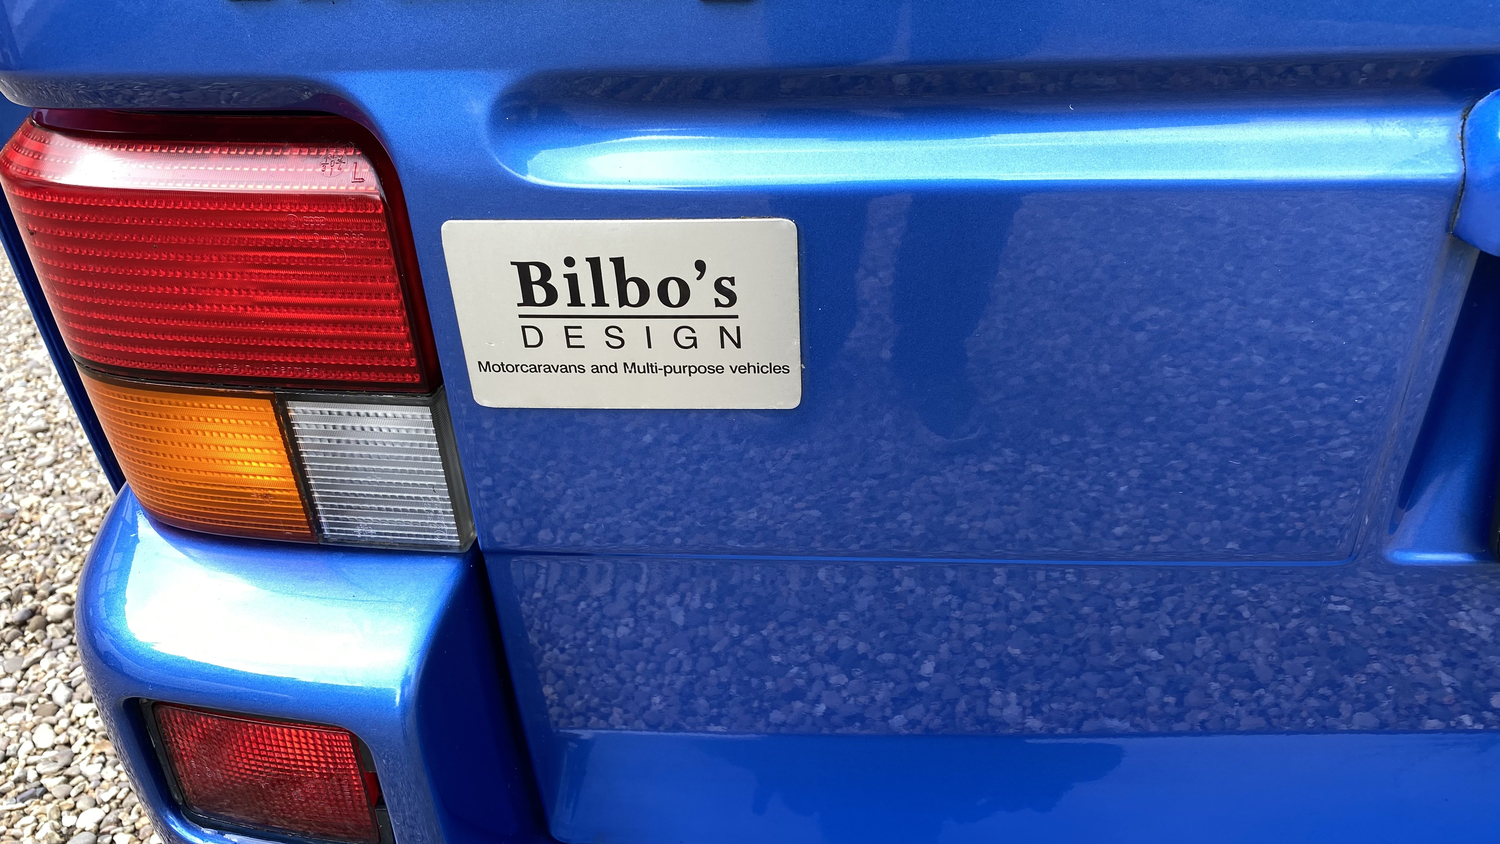 Bilbo's
DESIGN
Motorcaravans and Multi-purpose vehicles